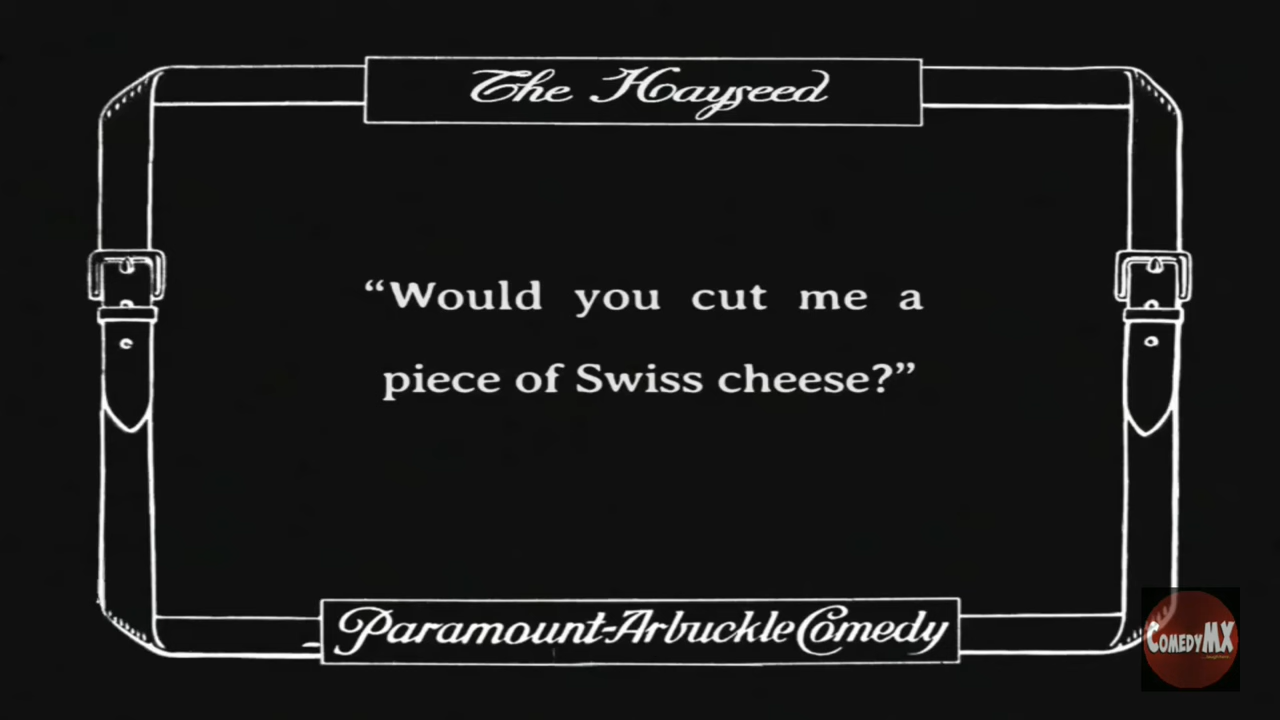 The Hayseed
“Would you cut me a
piece of Swiss cheese?”
Paramount-Arbuckle Comedy
COMEDYMX